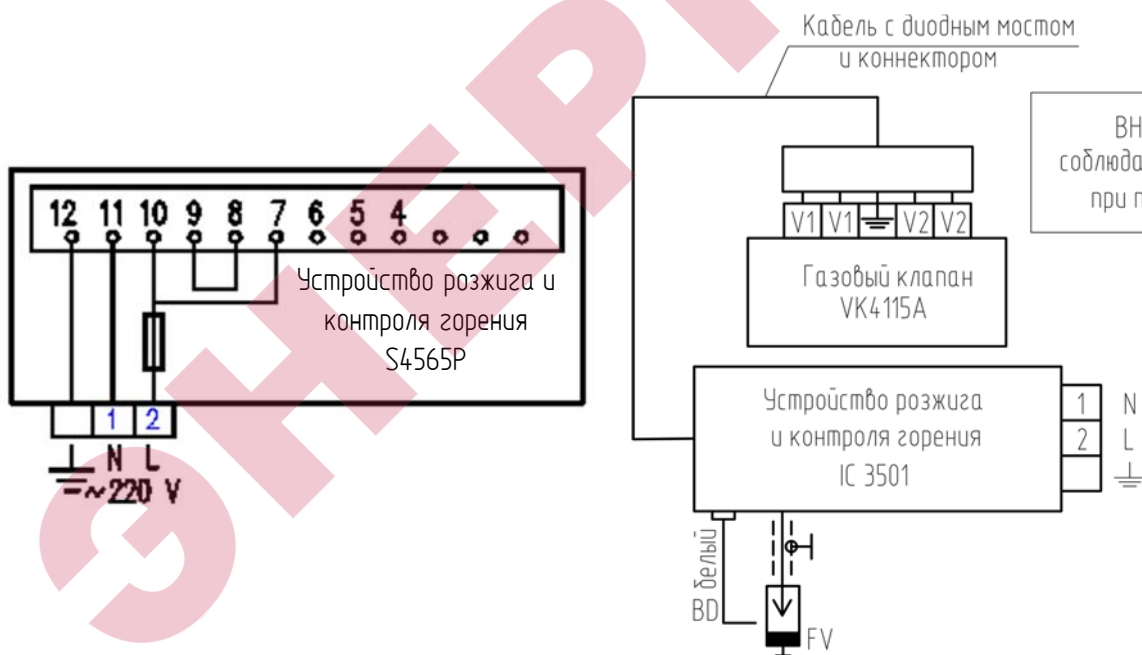 12 11 10 9 8 7 6 5 4
Устройство розжига и
контроля горения
S4565P
1 2
N L
~220 V
Кабель с диодным мостом
и коннектором
ВН
соблюда
при п
V1 V1 V2 V2
Газовый клапан
VK4115A
Устройство розжига
и контроля горения
IC 3501
1 N
2 L
BD белый
FV
ЭНЕР